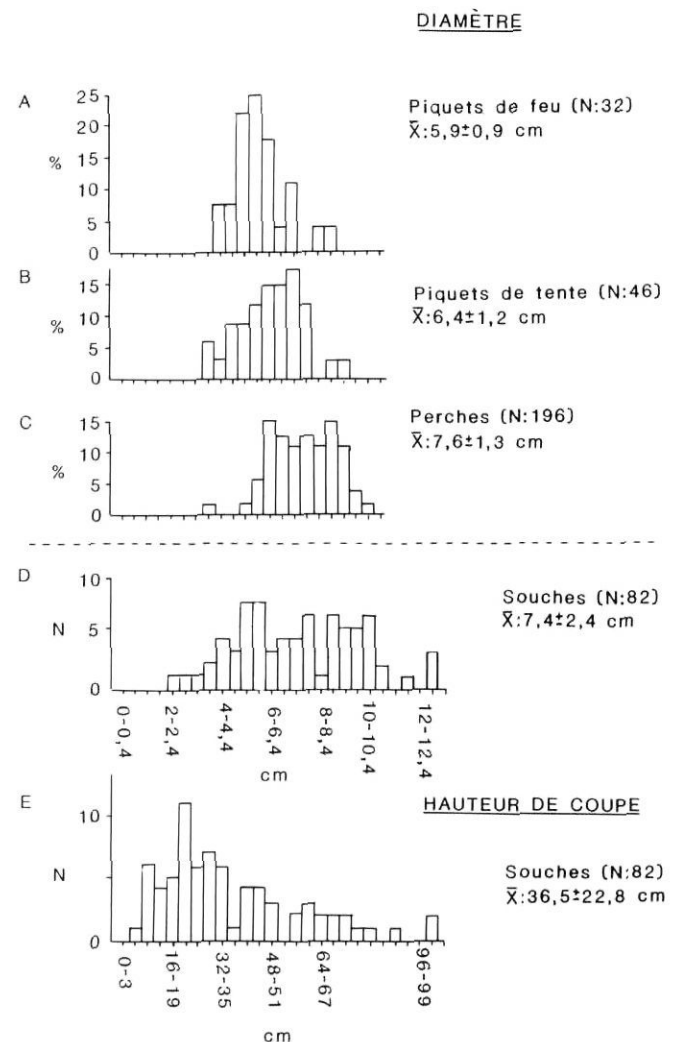 DIAMÈTRE
A
25
20
15
10
5
0
%
Piquets de feu (N:32)
X̄:5,9±0,9 cm
B
15
10
5
0
%
Piquets de tente (N:46)
X̄:6,4±1,2 cm
C
15
10
5
0
%
Perches (N:196)
X̄:7,6±1,3 cm
D
10
5
0
N
Souches (N:82)
X̄:7,4±2,4 cm
0-0,4
2-2,4
4-4,4
6-6,4
8-8,4
10-10,4
12-12,4
cm
E
HAUTEUR DE COUPE
10
5
0
N
Souches (N:82)
X̄:36,5±22,8 cm
0-3
16-19
32-35
48-51
64-67
96-99
cm